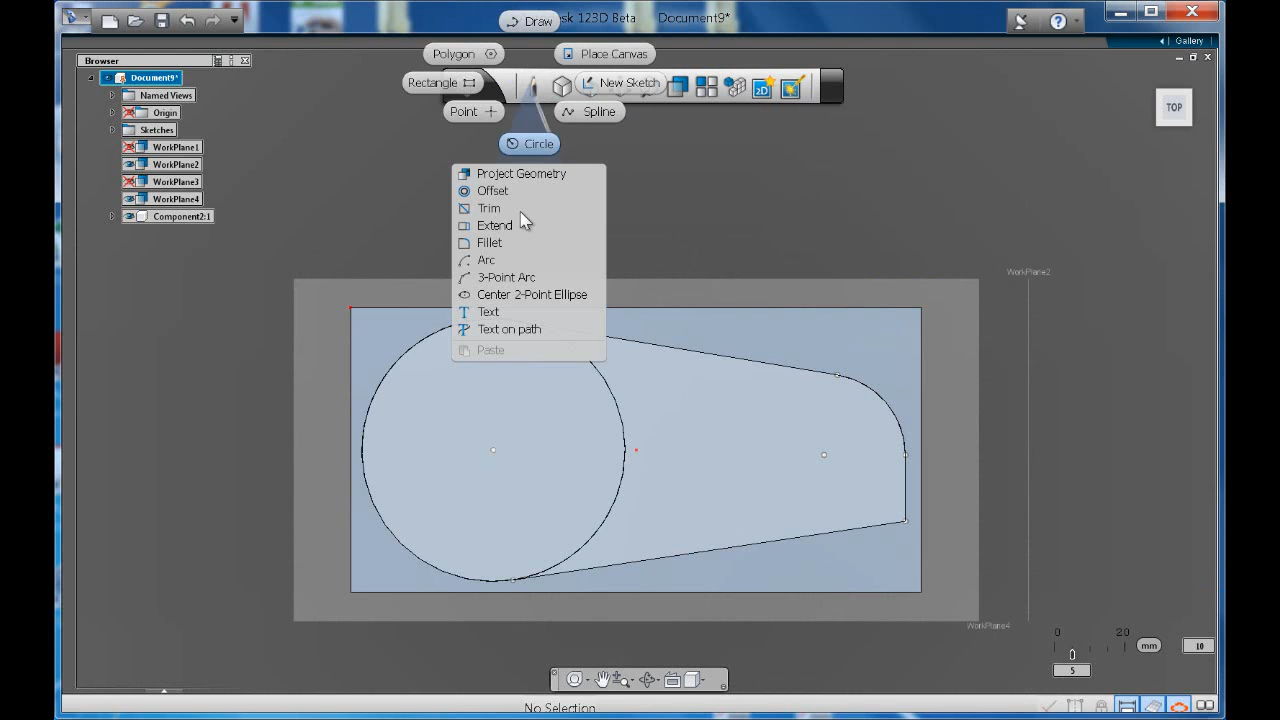 Draw
sk 123D Beta
Document9*
Gallery
Polygon
Place Canvas
Browser
Document9*
Rectangle
New Sketch
2D
Named Views
Point
Spline
TOP
Origin
Sketches
Circle
WorkPlane1
WorkPlane2
Project Geometry
WorkPlane3
Offset
WorkPlane4
Trim
Component2:1
Extend
Fillet
Arc
3-Point Arc
WorkPlane2
Center 2-Point Ellipse
Text
Text on path
Paste
WorkPlane4
0
20
mm
10
5
No Selection